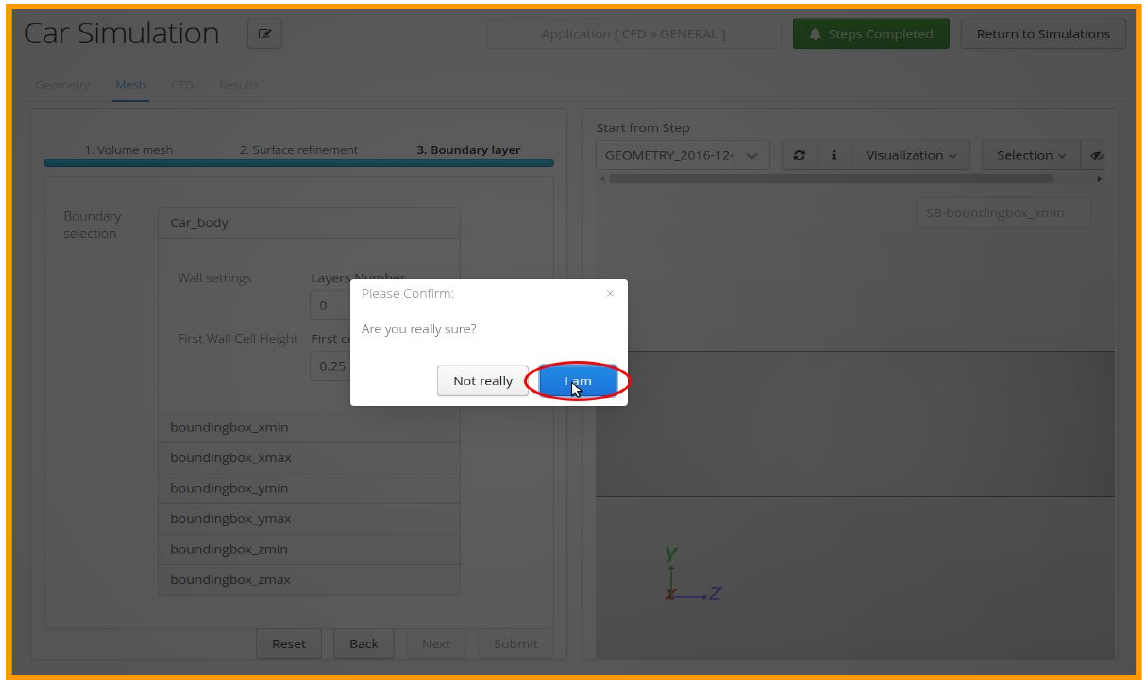 Car Simulation
Application [ CFD » GENERAL ]
Steps Completed
Return to Simulations
Geometry
Mesh
CFD
Results
1. Volume mesh
2. Surface refinement
3. Boundary layer
Boundary
selection
Car_body
Wall settings
Layers Number
0
First Wall Cell Height
First c
0.25
boundingbox_xmin
boundingbox_xmax
boundingbox_ymin
boundingbox_ymax
boundingbox_zmin
boundingbox_zmax
Reset
Back
Next
Submit
Please Confirm:
×
Are you really sure?
Not really
I am
Start from Step
GEOMETRY_2016-12-
i
Visualization
Selection
SB-boundingbox_xmin
Y
X
Z